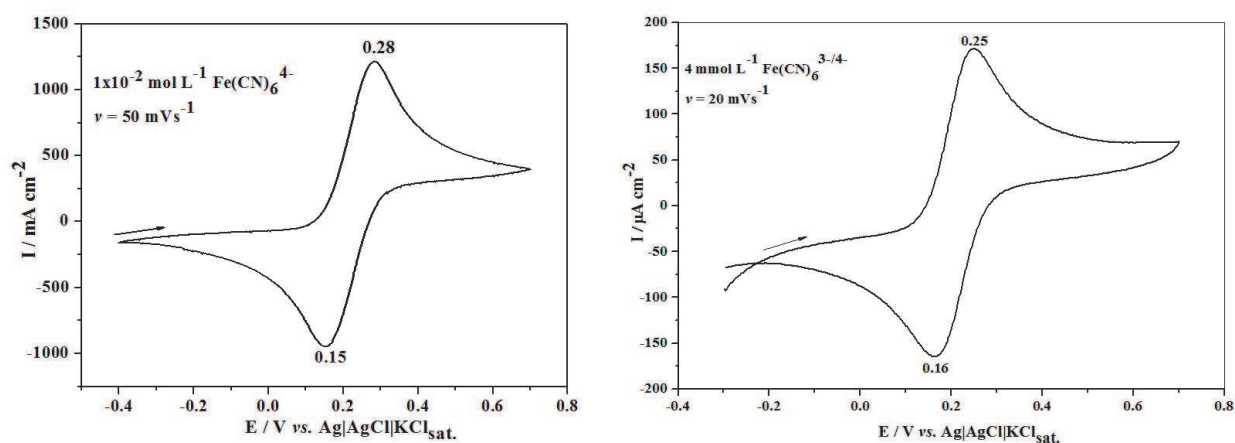 1500
1000
500
0
-500
-1000
I / mA cm⁻²
1x10⁻² mol L⁻¹ Fe(CN)₆⁴⁻
v = 50 mVs⁻¹
0.28
0.15
-0.4 -0.2 0.0 0.2 0.4 0.6 0.8
E / V vs. Ag|AgCl|KCl sat.
200
150
100
50
0
-50
-100
-150
-200
I / µA cm⁻²
4 mmol L⁻¹ Fe(CN)₆³⁻/⁴⁻
v = 20 mVs⁻¹
0.25
0.16
-0.4 -0.2 0.0 0.2 0.4 0.6 0.8
E / V vs. Ag|AgCl|KCl sat.